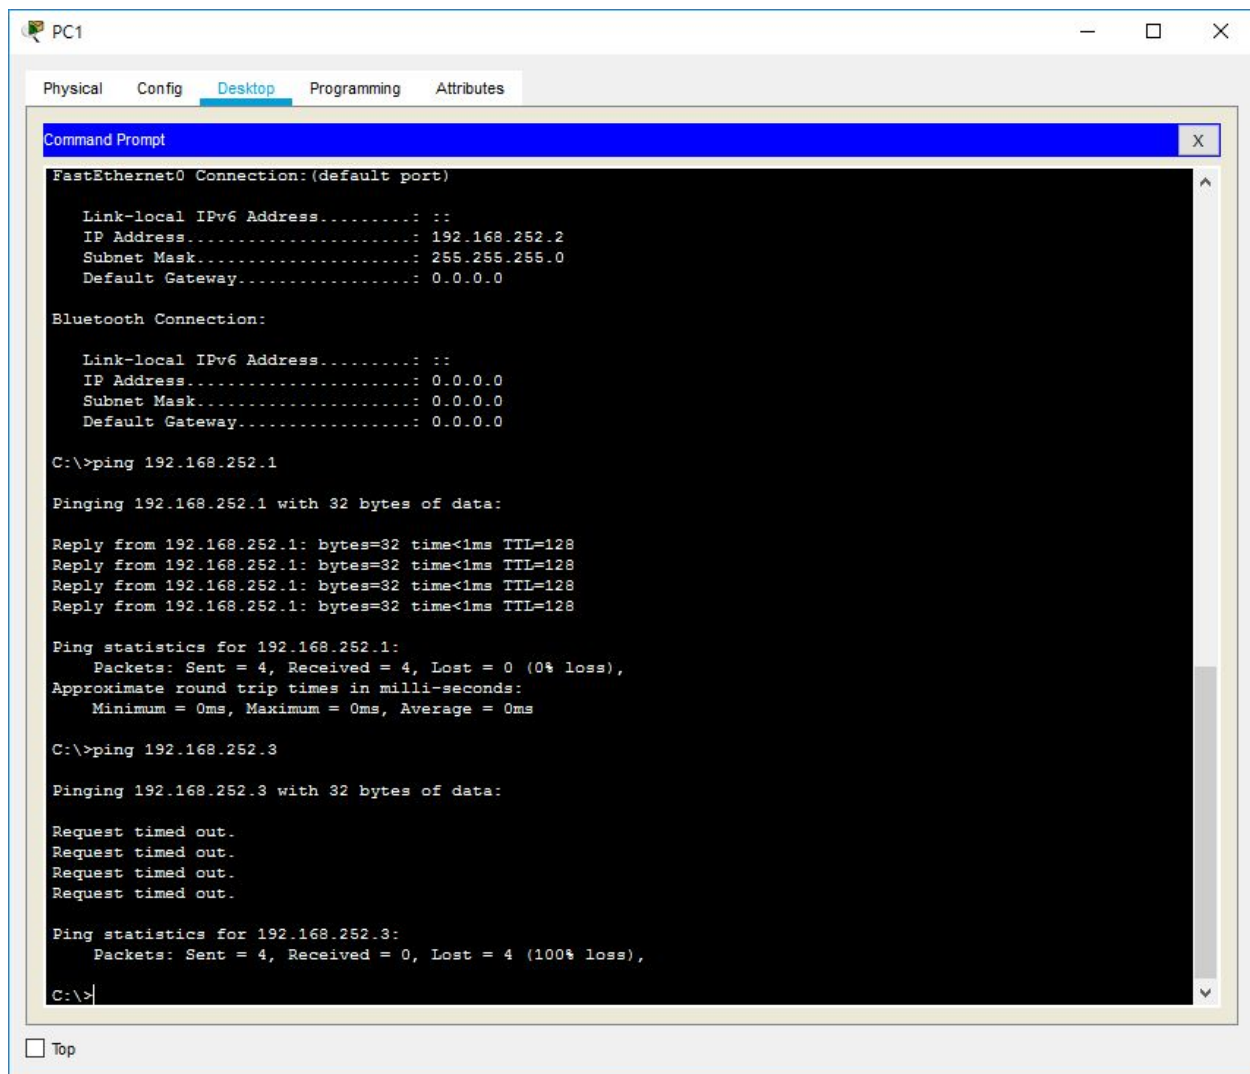 PC1
Physical Config Desktop Programming Attributes
Command Prompt X
FastEthernet0 Connection:(default port)
Link-local IPv6 Address.........: ::
IP Address......................: 192.168.252.2
Subnet Mask.....................: 255.255.255.0
Default Gateway.................: 0.0.0.0
Bluetooth Connection:
Link-local IPv6 Address.........: ::
IP Address......................: 0.0.0.0
Subnet Mask.....................: 0.0.0.0
Default Gateway.................: 0.0.0.0
C:\>ping 192.168.252.1
Pinging 192.168.252.1 with 32 bytes of data:
Reply from 192.168.252.1: bytes=32 time<1ms TTL=128
Reply from 192.168.252.1: bytes=32 time<1ms TTL=128
Reply from 192.168.252.1: bytes=32 time<1ms TTL=128
Reply from 192.168.252.1: bytes=32 time<1ms TTL=128
Ping statistics for 192.168.252.1:
Packets: Sent = 4, Received = 4, Lost = 0 (0% loss),
Approximate round trip times in milli-seconds:
Minimum = 0ms, Maximum = 0ms, Average = 0ms
C:\>ping 192.168.252.3
Pinging 192.168.252.3 with 32 bytes of data:
Request timed out.
Request timed out.
Request timed out.
Request timed out.
Ping statistics for 192.168.252.3:
Packets: Sent = 4, Received = 0, Lost = 4 (100% loss),
C:\>
Top